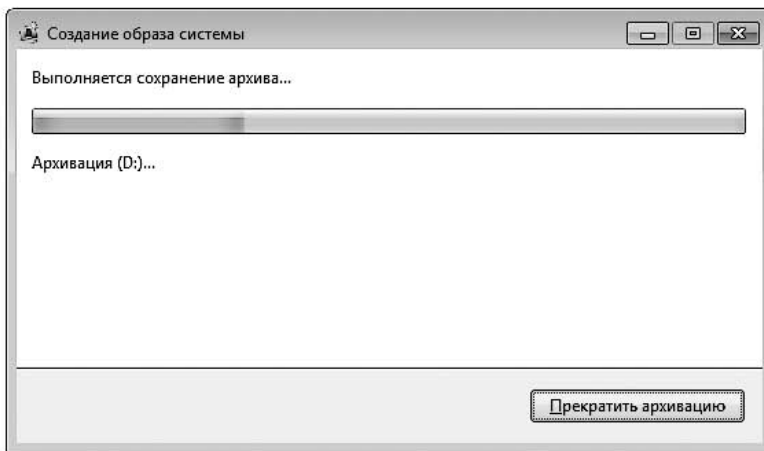 Создание образа системы
Выполняется сохранение архива...
Архивация (D:)...
Прекратить архивацию